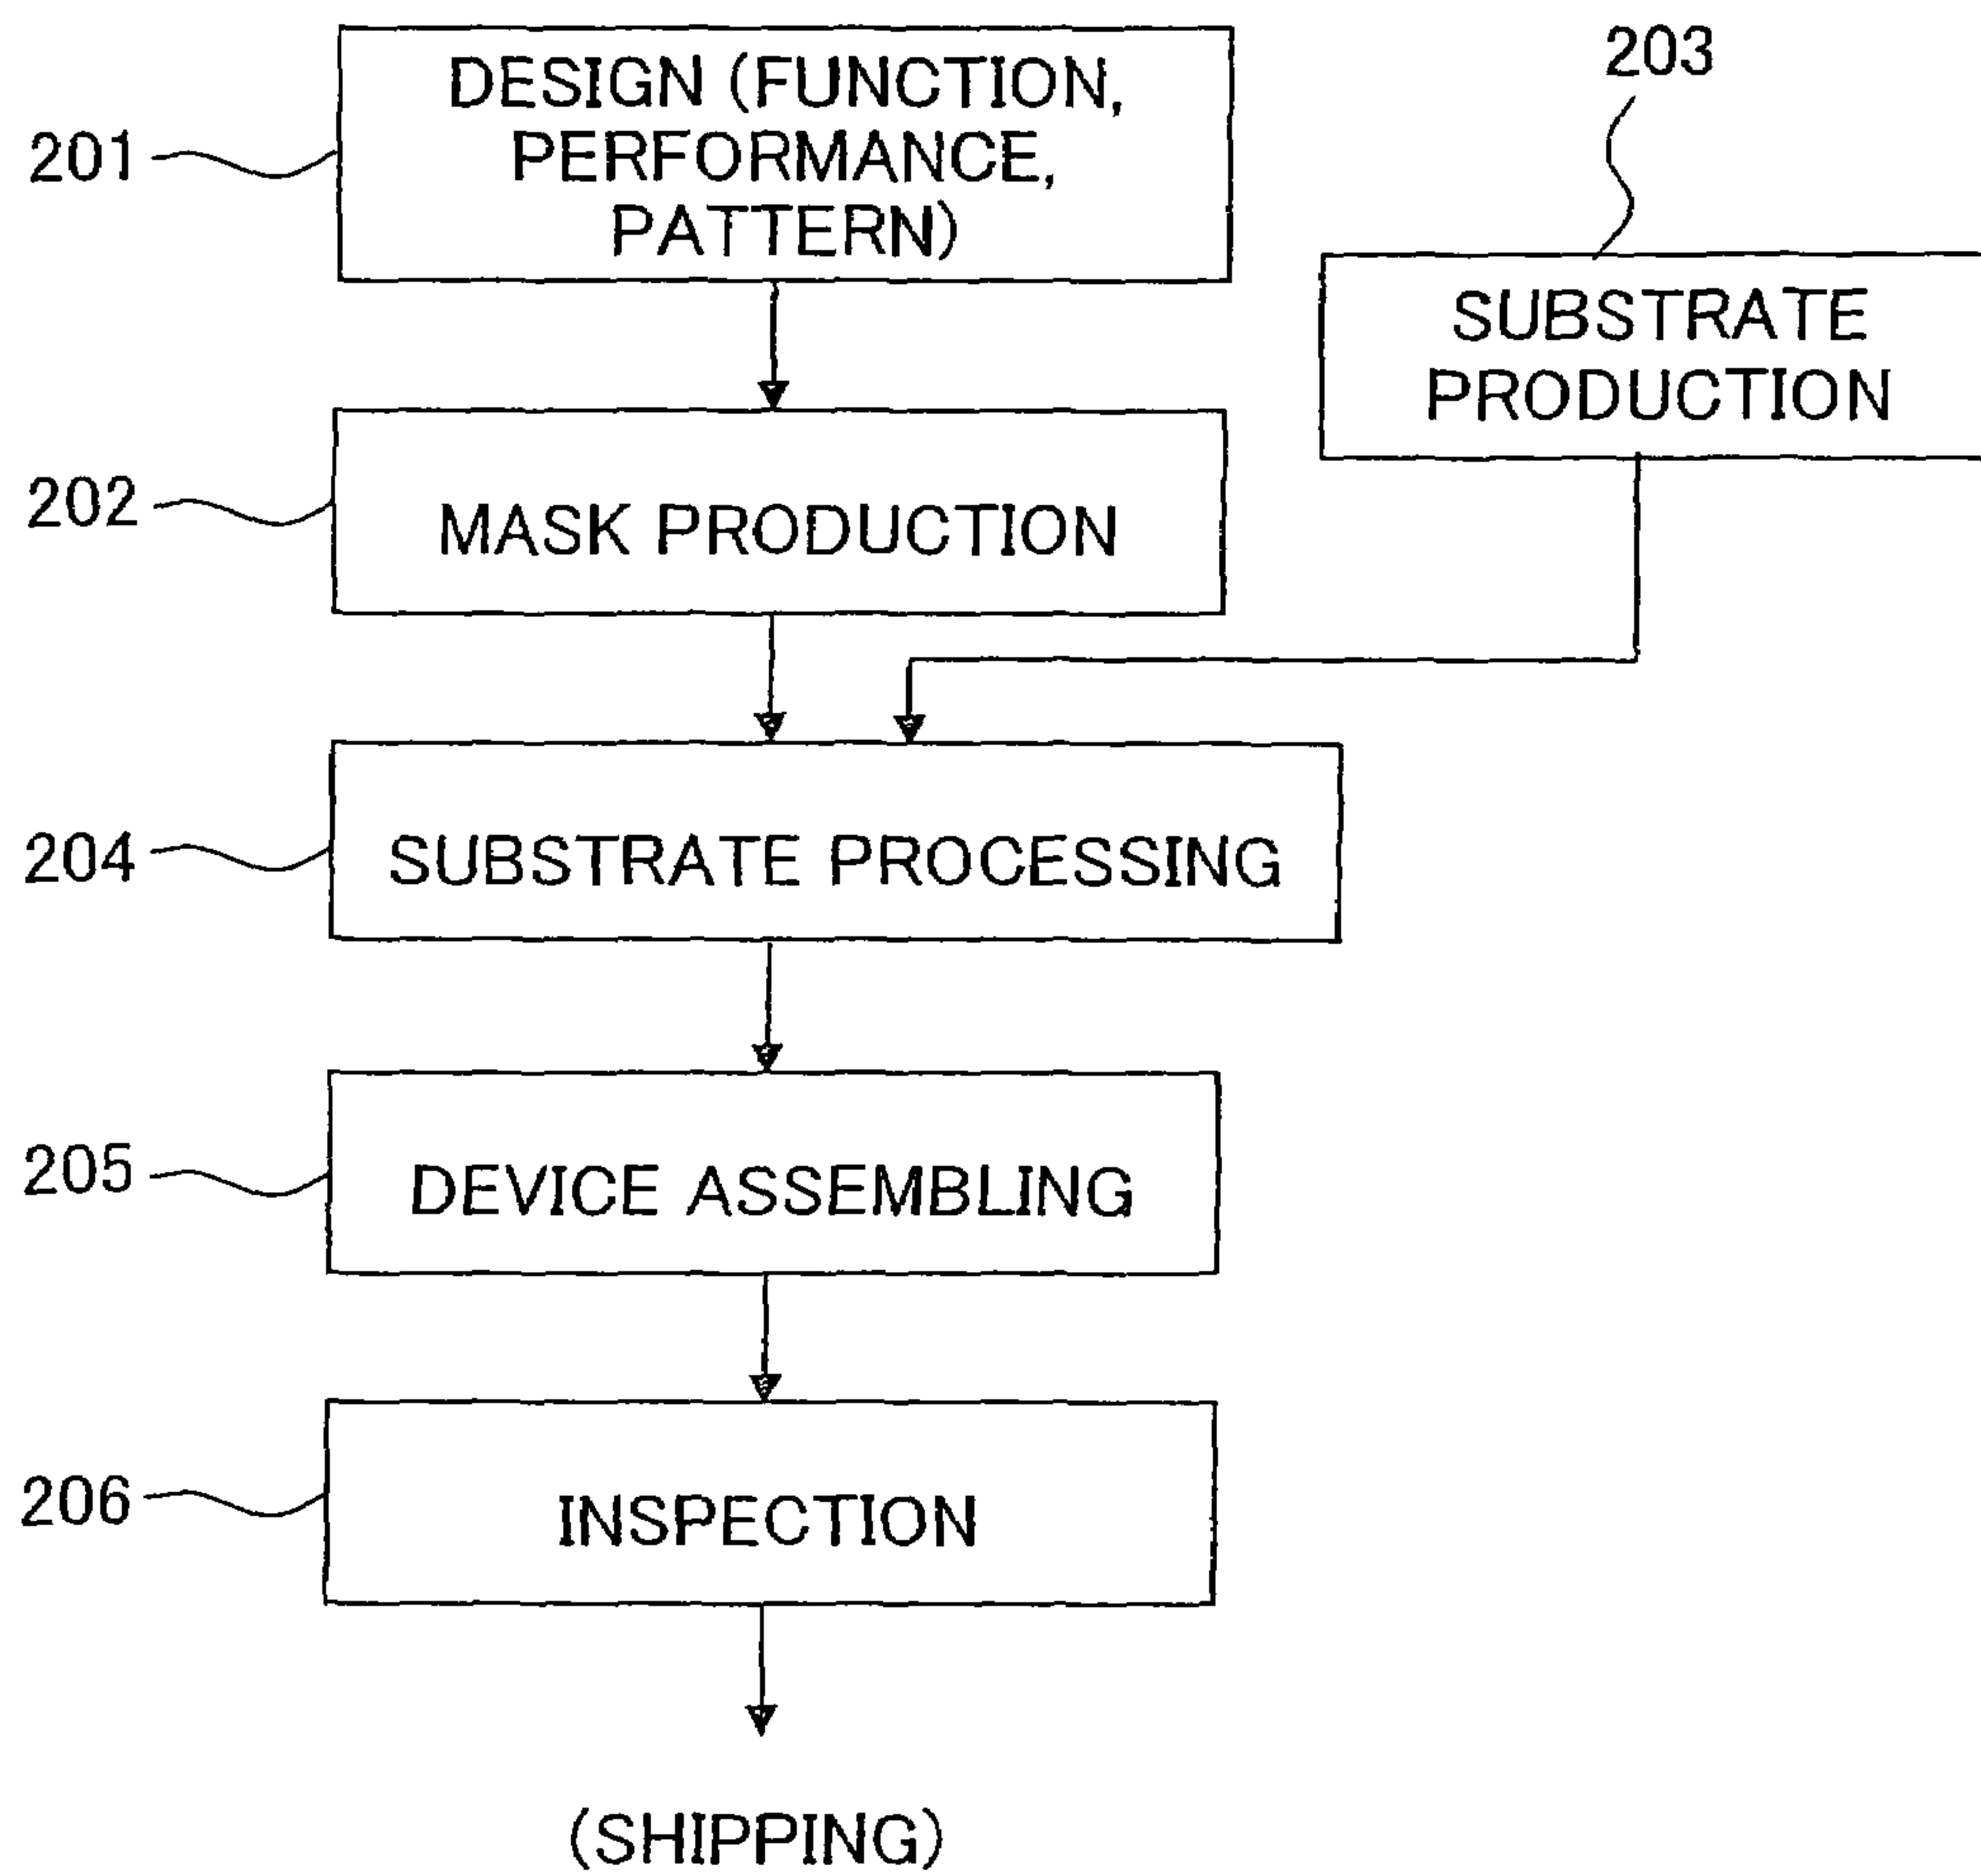 203
201
DESIGN (FUNCTION,
PERFORMANCE,
PATTERN)
SUBSTRATE
PRODUCTION
202
MASK PRODUCTION
204
SUBSTRATE PROCESSING
205
DEVICE ASSEMBLING
206
INSPECTION
(SHIPPING)